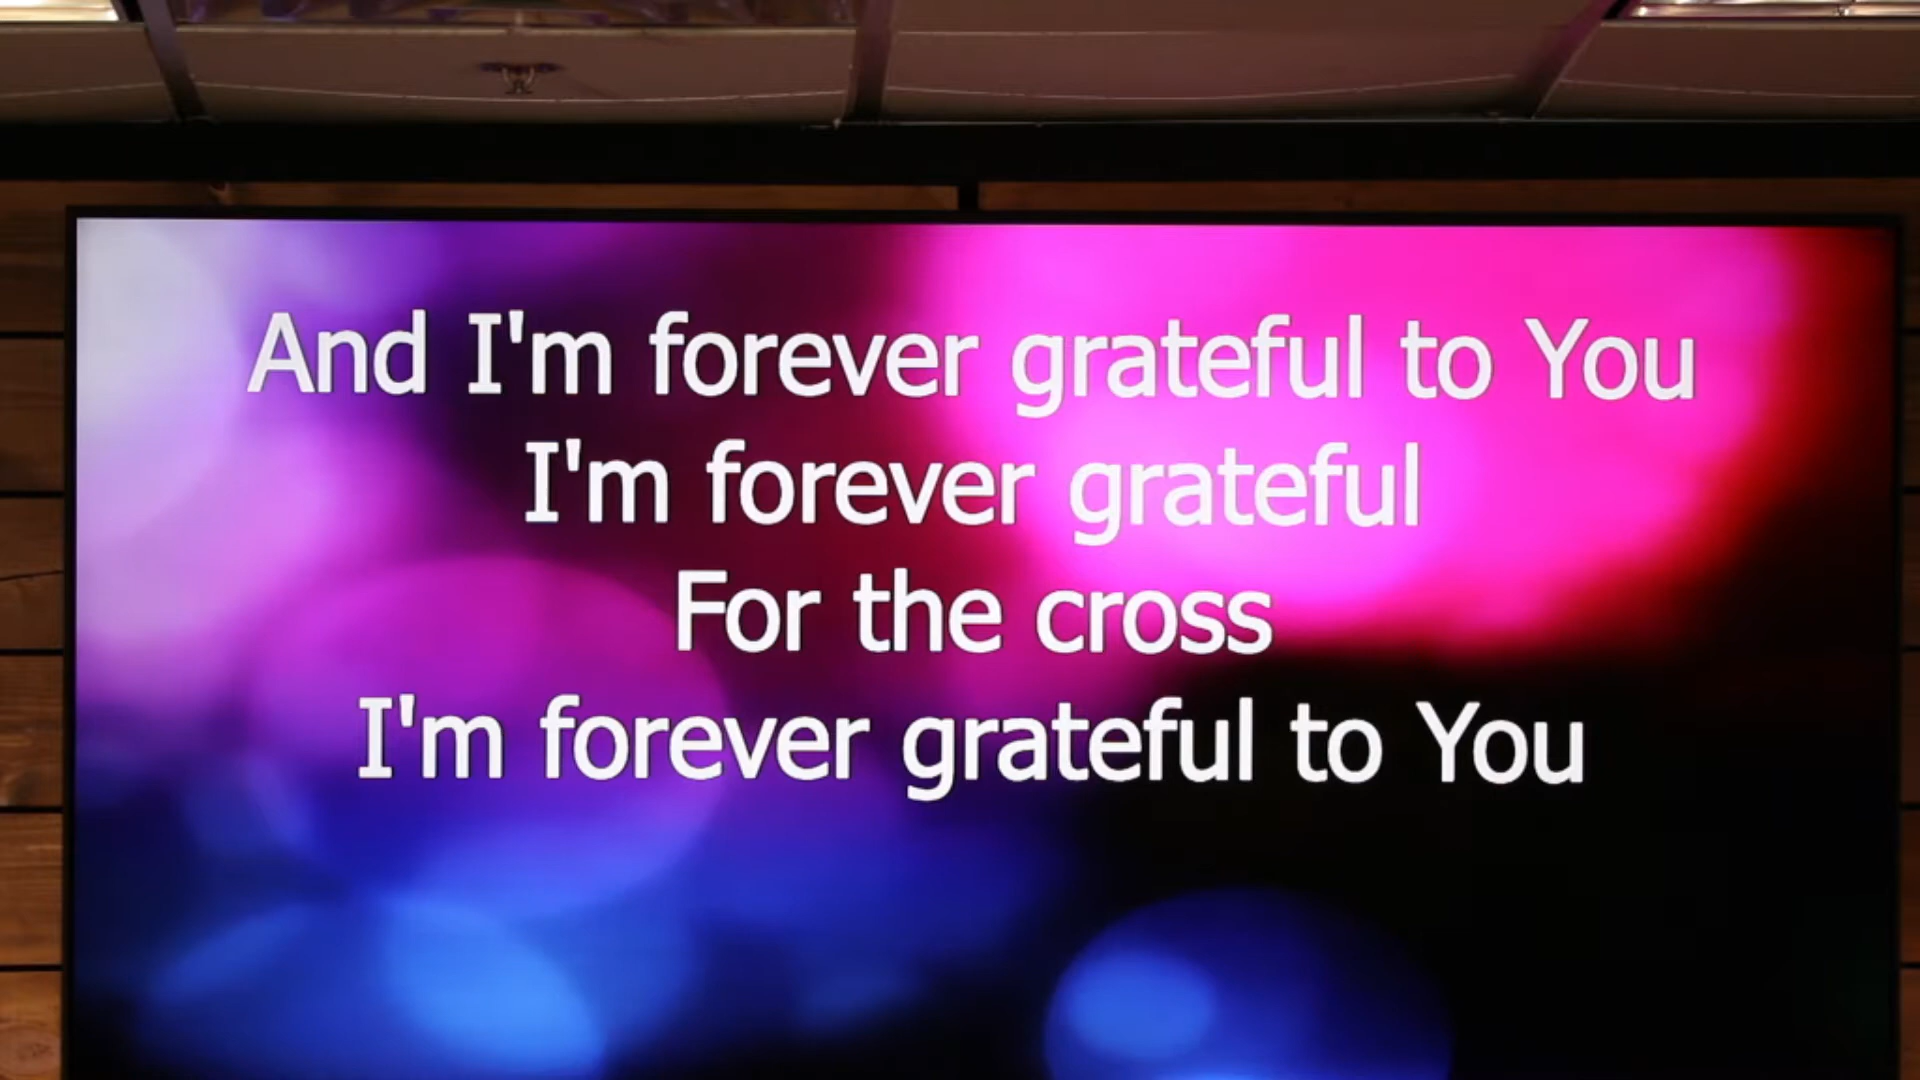 And I'm forever grateful to You
I'm forever grateful
For the cross
I'm forever grateful to You